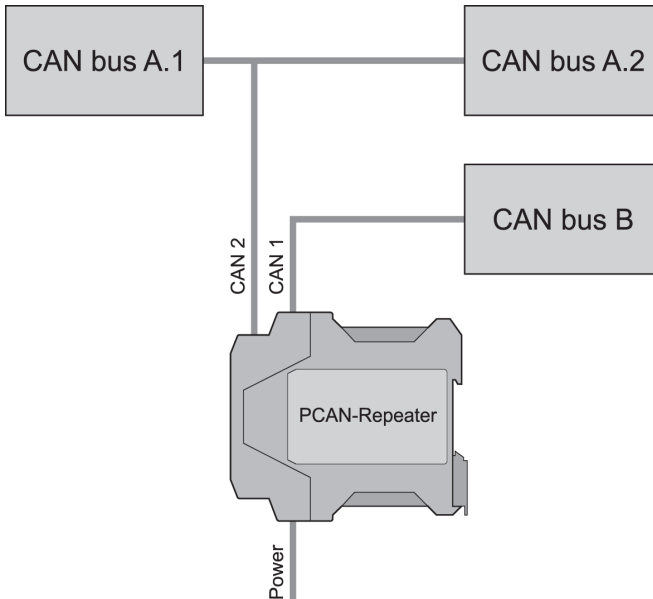 CAN bus A.1
CAN bus A.2
CAN bus B
CAN 2
CAN 1
PCAN-Repeater
Power